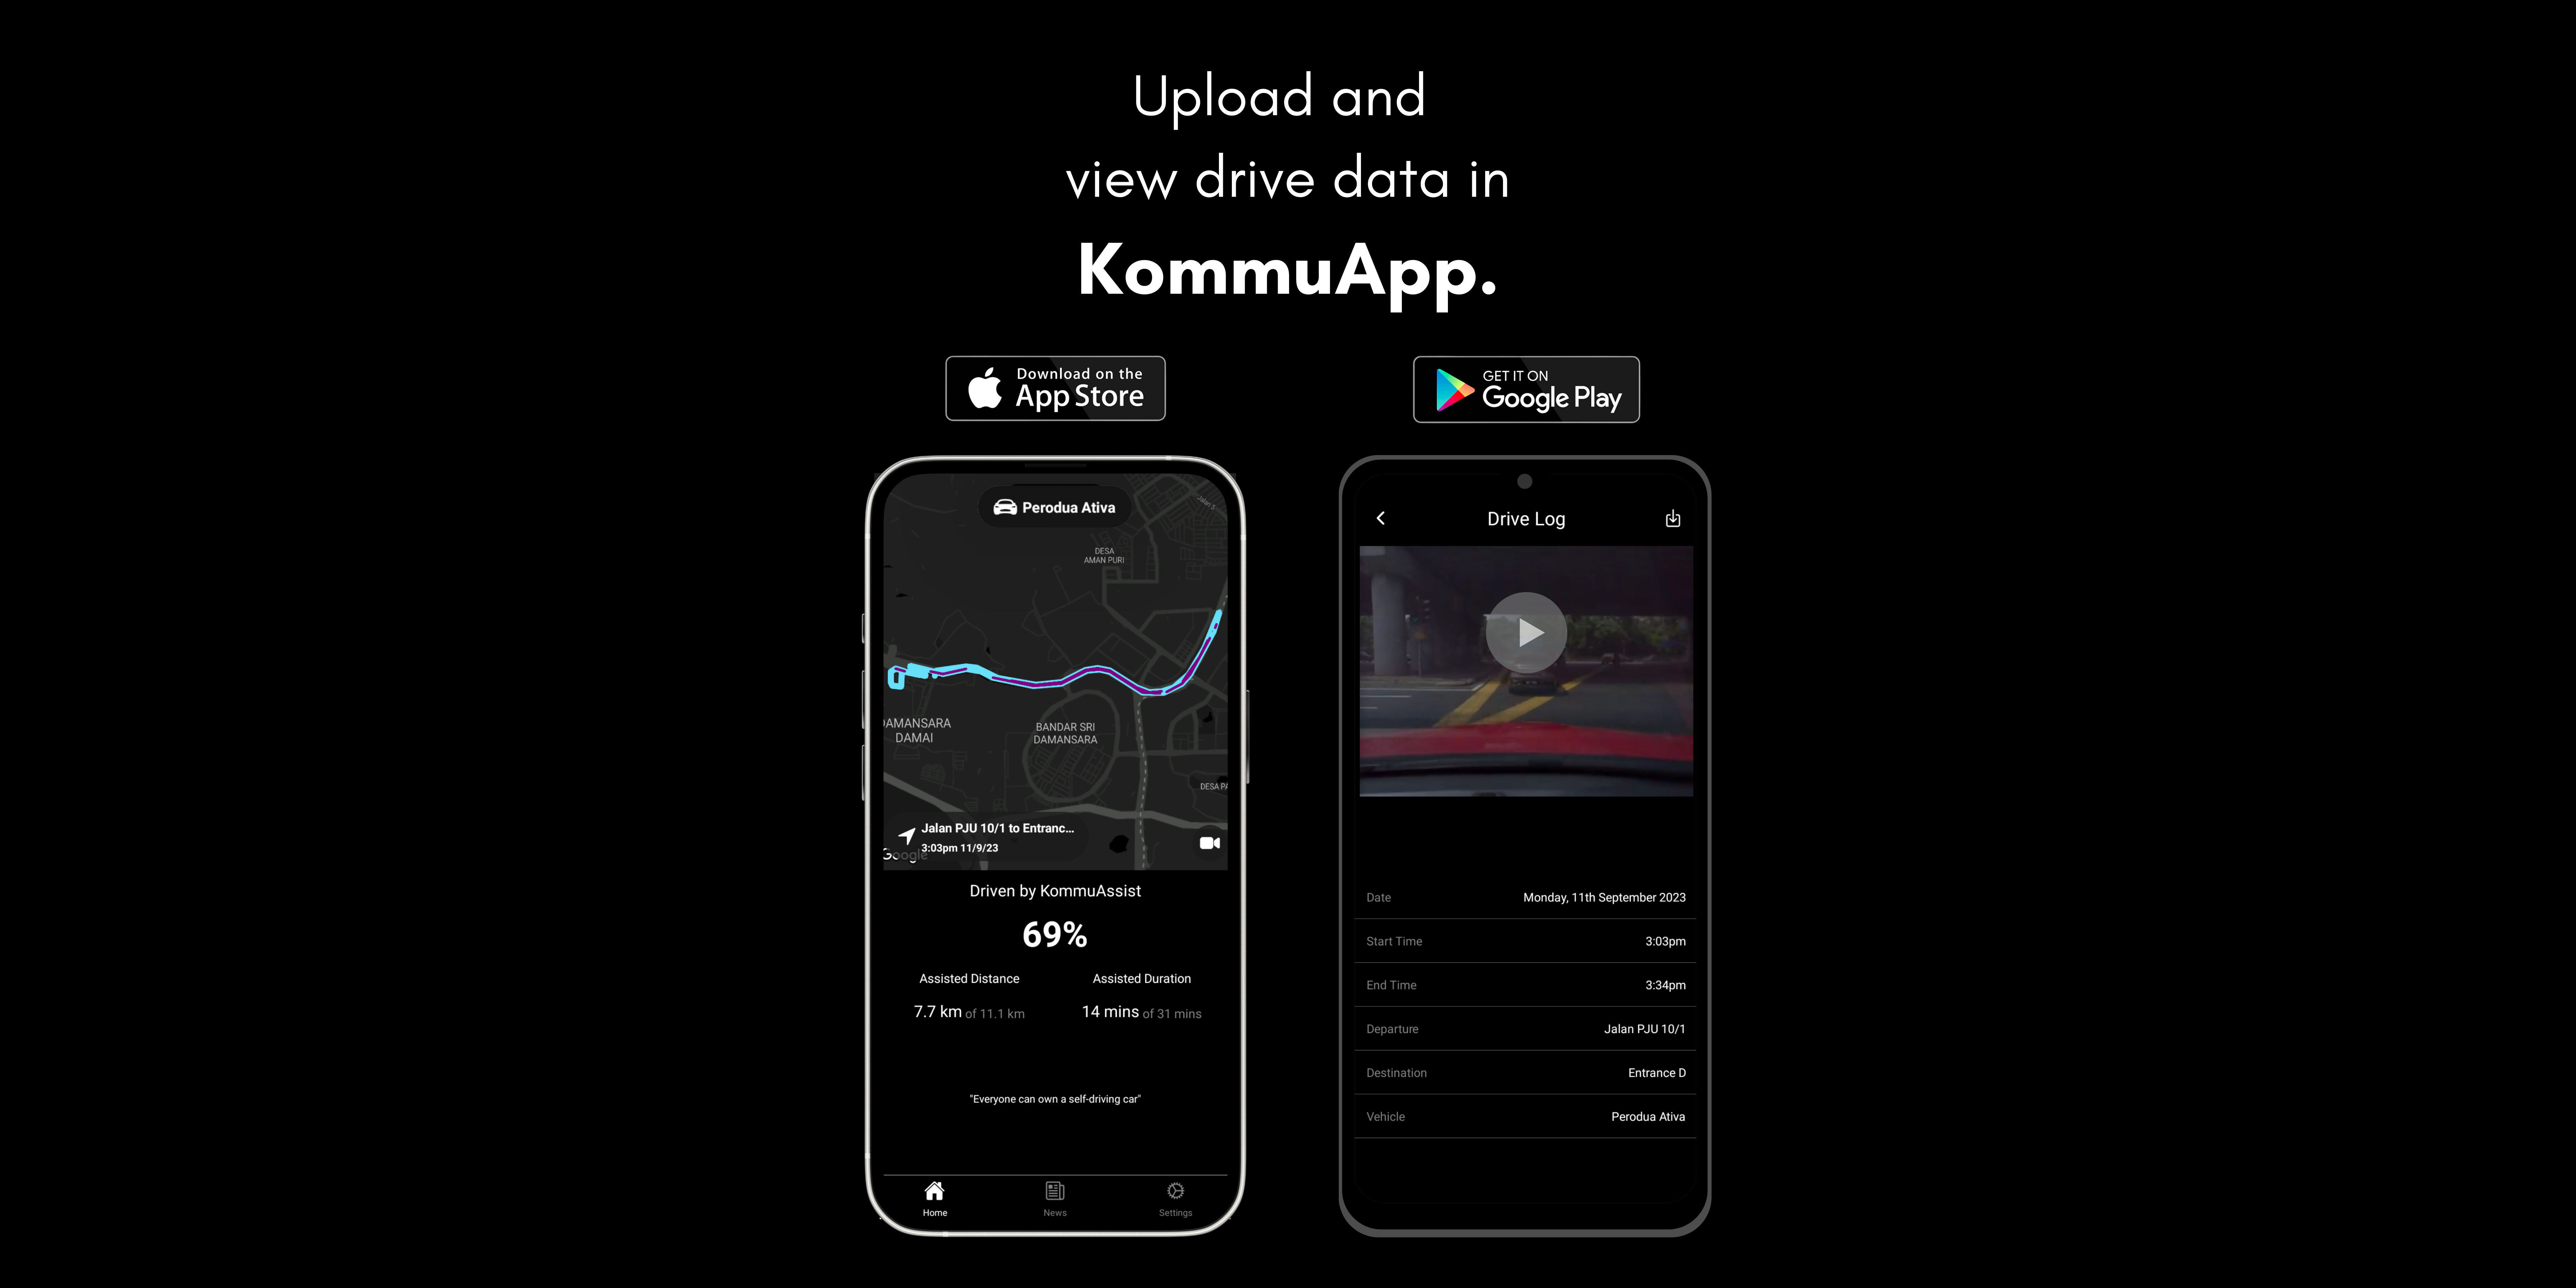 Upload and
view drive data in
KommuApp.
Download on the
App Store
GET IT ON
Google Play
Perodua Ativa
DESA
AMAN PURI
DAMANSARA
DAMAI
BANDAR SRI
DAMANSARA
Jalan PJU 10/1 to Entranc...
3:03pm 11/9/23
Google
Driven by KommuAssist
69%
Assisted Distance
Assisted Duration
7.7 km of 11.1 km
14 mins of 31 mins
"Everyone can own a self-driving car"
Home
News
Settings
Drive Log
Date
Monday, 11th September 2023
Start Time
3:03pm
End Time
3:34pm
Departure
Jalan PJU 10/1
Destination
Entrance D
Vehicle
Perodua Ativa